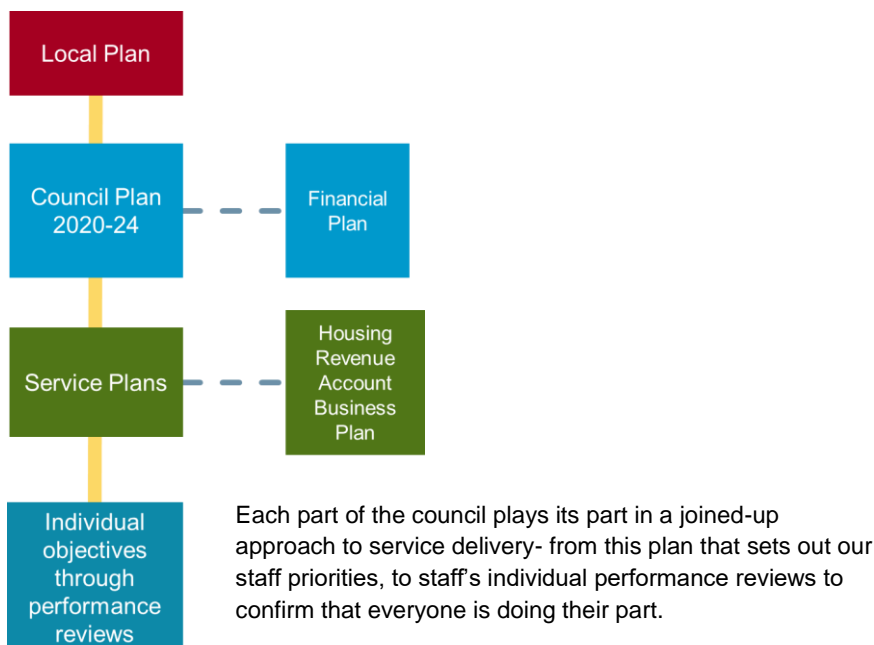 Local Plan
Council Plan
2020-24
Financial
Plan
Service Plans
Housing
Revenue
Account
Business
Plan
Individual
objectives
through
performance
reviews
Each part of the council plays its part in a joined-up
approach to service delivery- from this plan that sets out our
staff priorities, to staff’s individual performance reviews to
confirm that everyone is doing their part.